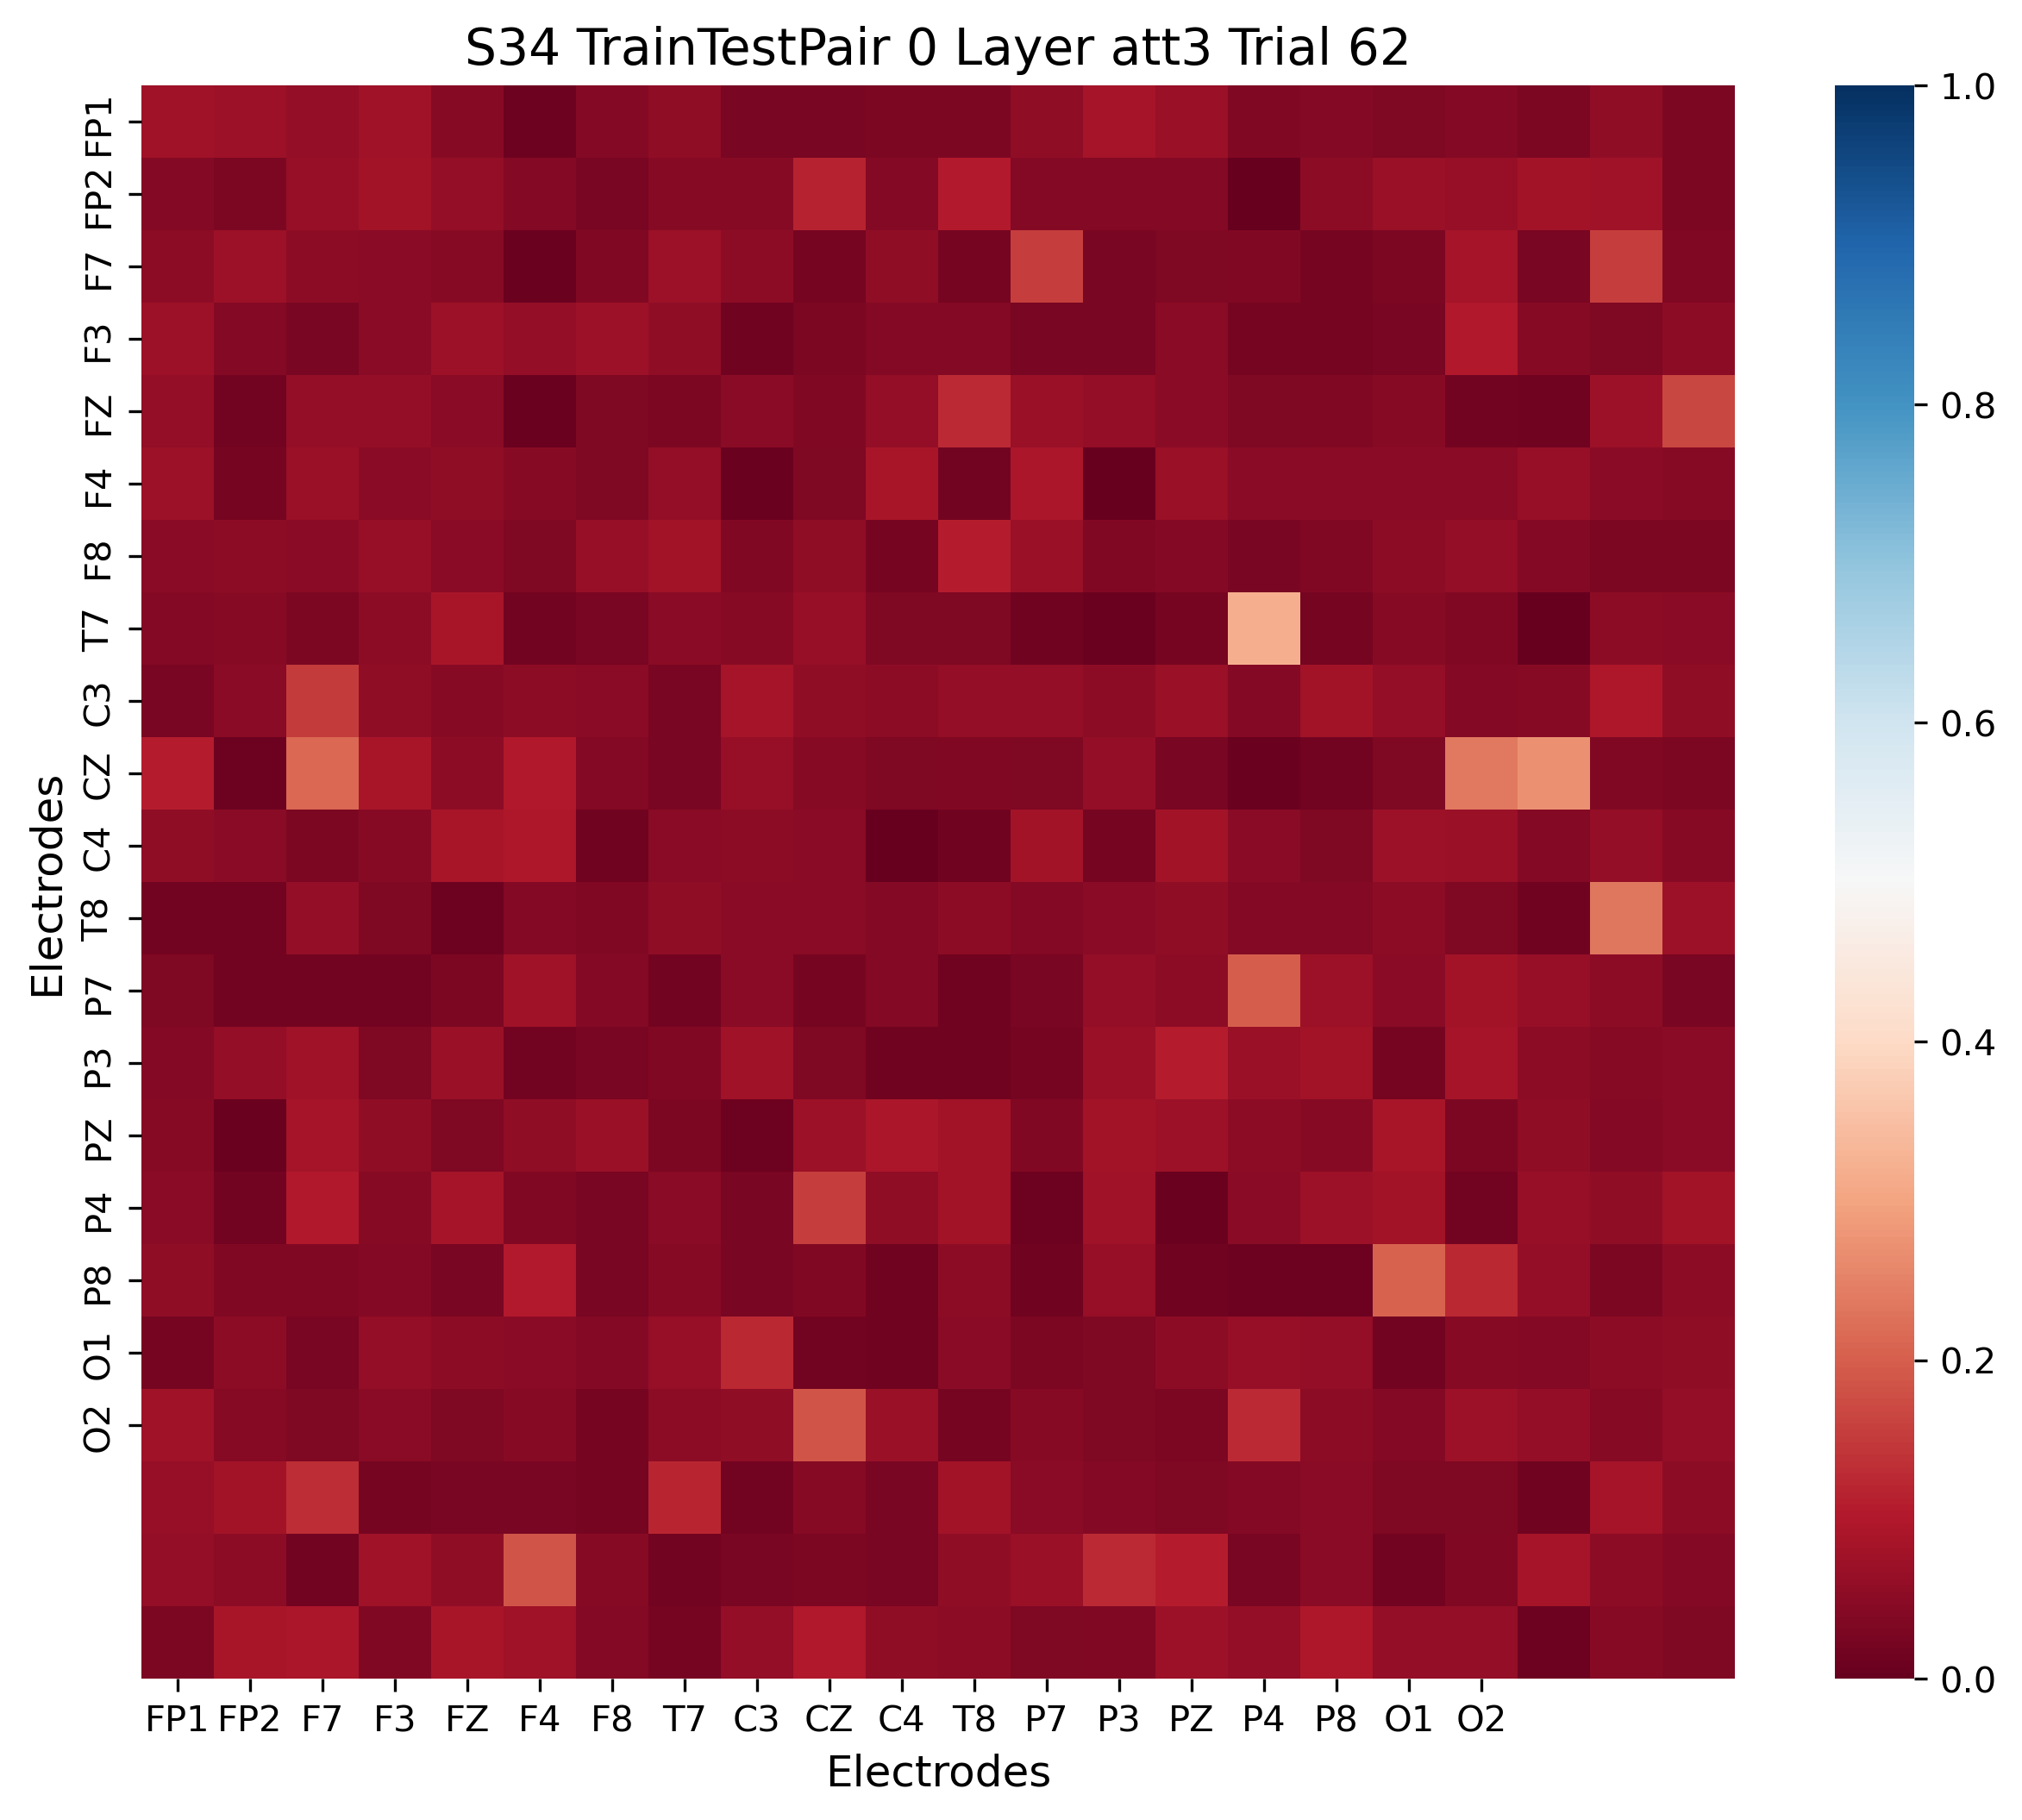 S34 TrainTestPair 0 Layer att3 Trial 62
Electrodes
FP1
FP2
F7
F3
FZ
F4
F8
T7
C3
CZ
C4
T8
P7
P3
PZ
P4
P8
O1
O2
FP1 FP2 F7 F3 FZ F4 F8 T7 C3 CZ C4 T8 P7 P3 PZ P4 P8 O1 O2
Electrodes
1.0
0.8
0.6
0.4
0.2
0.0